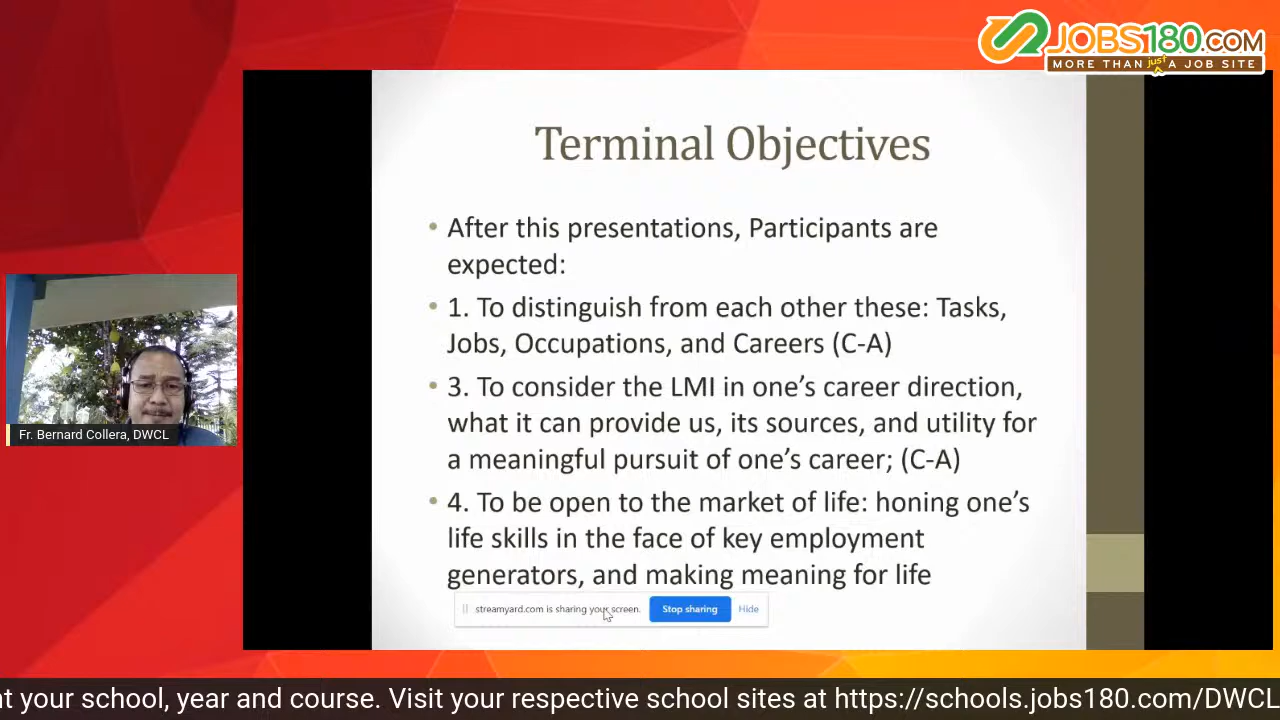 JOBS180.COM
MORE THAN just A JOB SITE
Terminal Objectives
• After this presentations, Participants are
expected:
• 1. To distinguish from each other these: Tasks,
Jobs, Occupations, and Careers (C-A)
• 3. To consider the LMI in one’s career direction,
what it can provide us, its sources, and utility for
a meaningful pursuit of one’s career; (C-A)
• 4. To be open to the market of life: honing one’s
life skills in the face of key employment
generators, and making meaning for life
streamyard.com is sharing your screen. Stop sharing Hide
Fr. Bernard Collera, DWCL
your school, year and course. Visit your respective school sites at https://schools.jobs180.com/DWCL